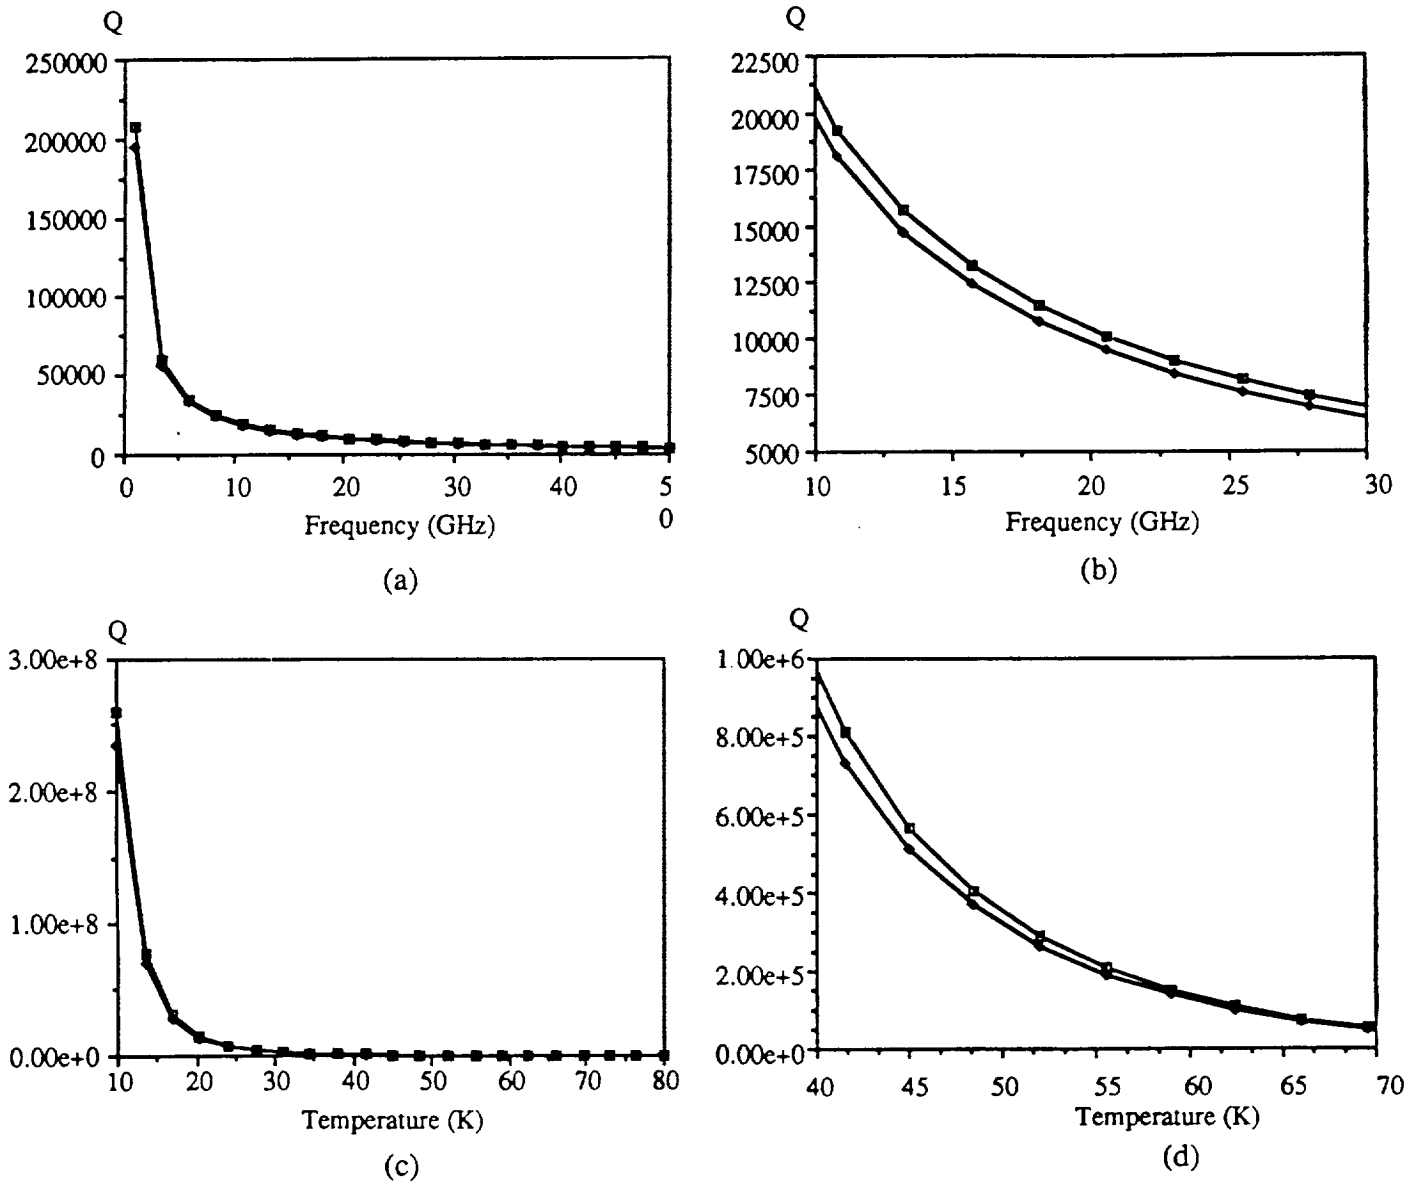 Q
250000
200000
150000
100000
50000
0
0 10 20 30 40 5
0
Frequency (GHz)
(a)
Q
22500
20000
17500
15000
12500
10000
7500
5000
10 15 20 25 30
Frequency (GHz)
(b)
Q
3.00e+8
2.00e+8
1.00e+8
0.00e+0
10 20 30 40 50 60 70 80
Temperature (K)
(c)
Q
1.00e+6
8.00e+5
6.00e+5
4.00e+5
2.00e+5
0.00e+0
40 45 50 55 60 65 70
Temperature (K)
(d)